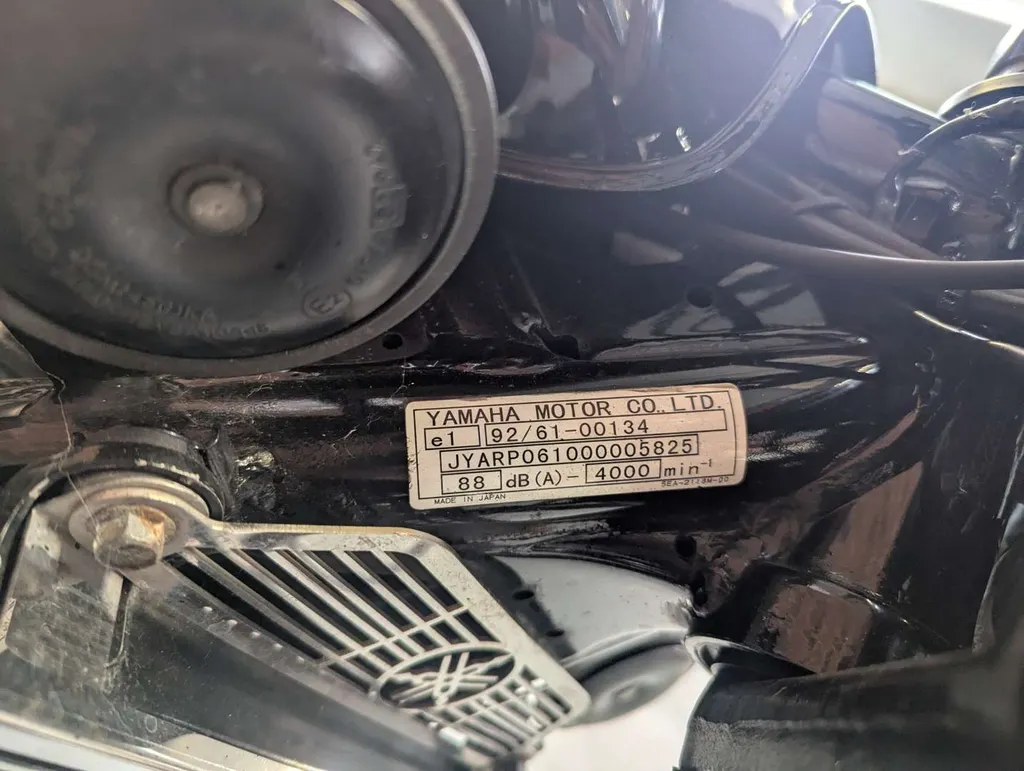 YAMAHA MOTOR CO.,LTD.
e1 92/61-00134
JYARP061000005825
88 dB(A)- 4000 min⁻¹
MADE IN JAPAN